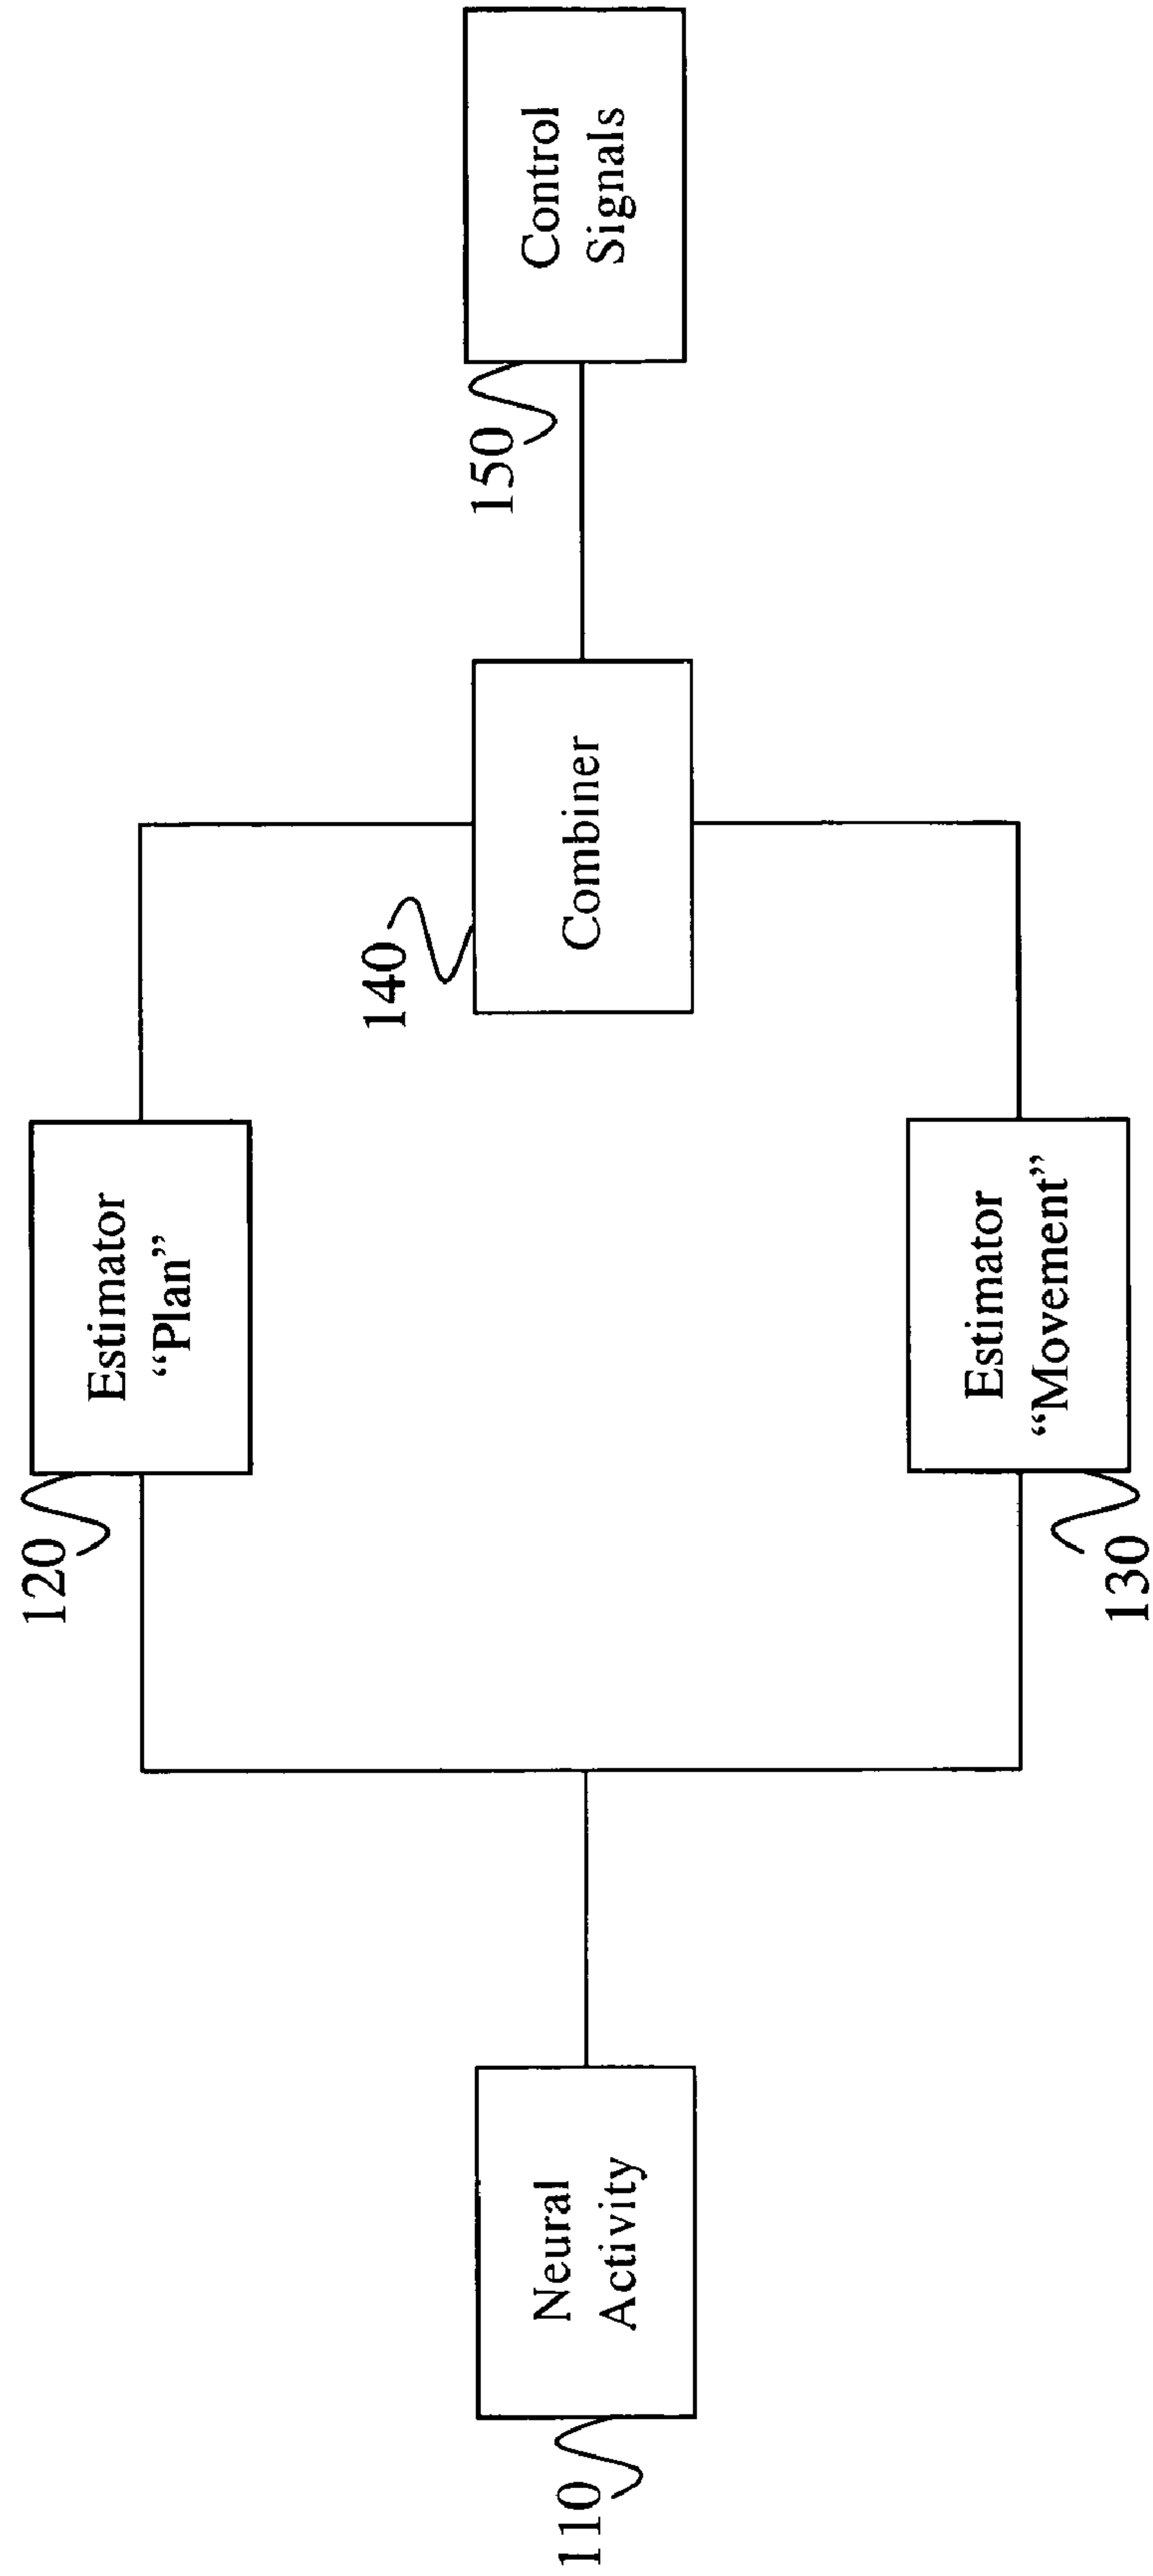 120
Estimator
“Plan”
110
Neural
Activity
140
Combiner
150
Control
Signals
130
Estimator
“Movement”